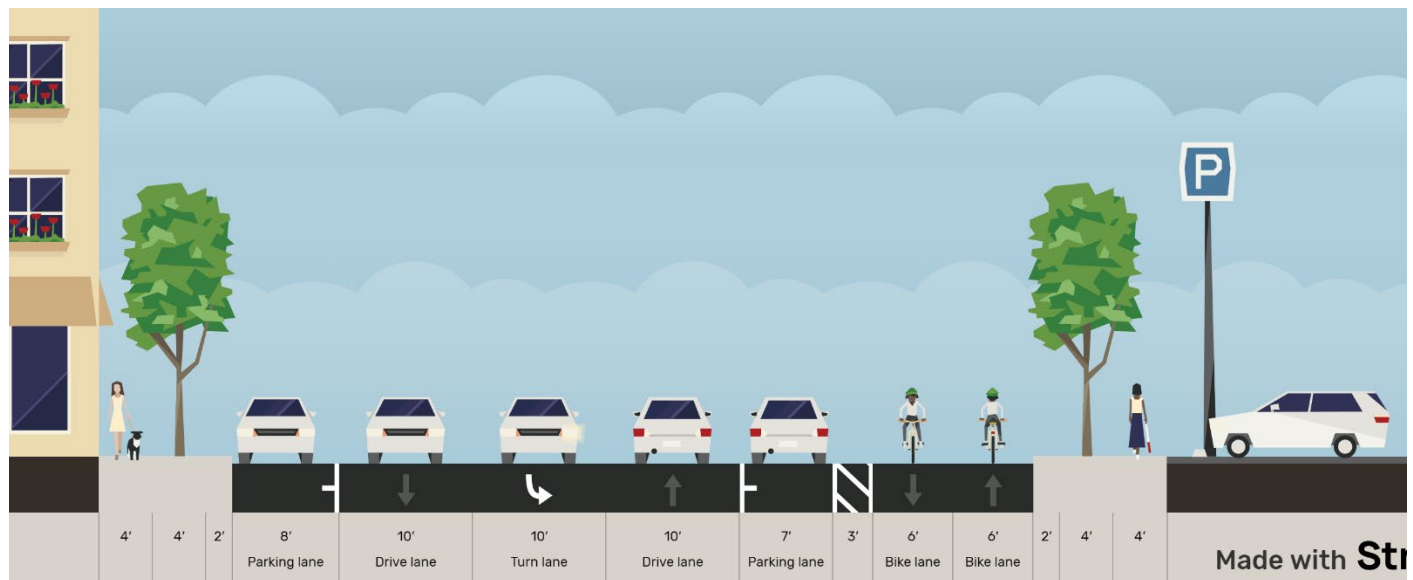 P
4' 4' 2' 8' 10' 10' 10' 7' 3' 6' 6' 2' 4' 4'
Parking lane Drive lane Turn lane Drive lane Parking lane Bike lane Bike lane
Made with Str